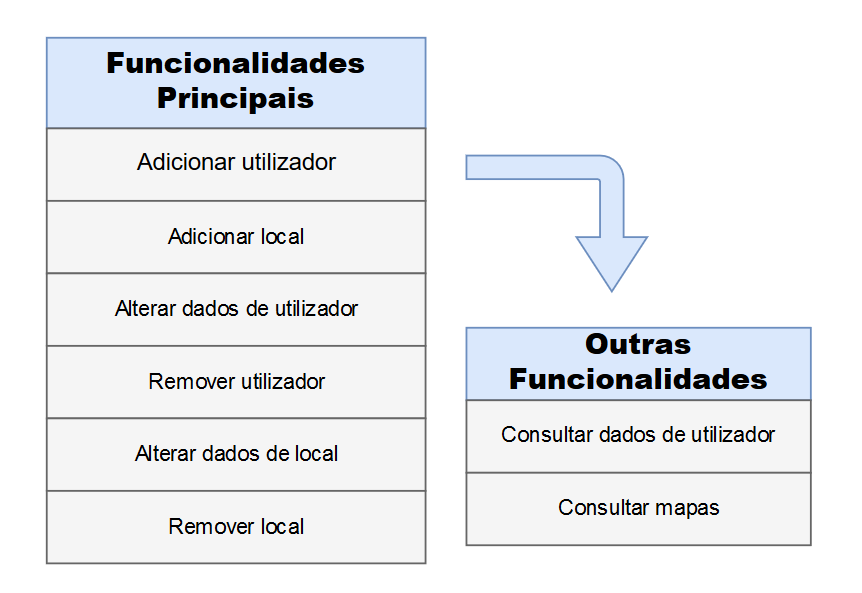 Funcionalidades
Principais
Adicionar utilizador
Adicionar local
Alterar dados de utilizador
Remover utilizador
Alterar dados de local
Remover local
Outras
Funcionalidades
Consultar dados de utilizador
Consultar mapas